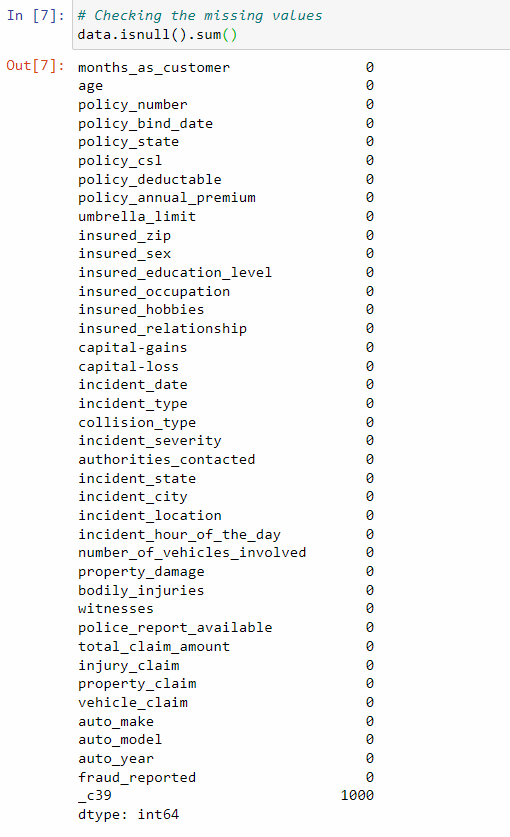 In [7]: # Checking the missing values
data.isnull().sum()
Out[7]: months_as_customer 0
age 0
policy_number 0
policy_bind_date 0
policy_state 0
policy_csl 0
policy_deductable 0
policy_annual_premium 0
umbrella_limit 0
insured_zip 0
insured_sex 0
insured_education_level 0
insured_occupation 0
insured_hobbies 0
insured_relationship 0
capital-gains 0
capital-loss 0
incident_date 0
incident_type 0
collision_type 0
incident_severity 0
authorities_contacted 0
incident_state 0
incident_city 0
incident_location 0
incident_hour_of_the_day 0
number_of_vehicles_involved 0
property_damage 0
bodily_injuries 0
witnesses 0
police_report_available 0
total_claim_amount 0
injury_claim 0
property_claim 0
vehicle_claim 0
auto_make 0
auto_model 0
auto_year 0
fraud_reported 0
_c39 1000
dtype: int64